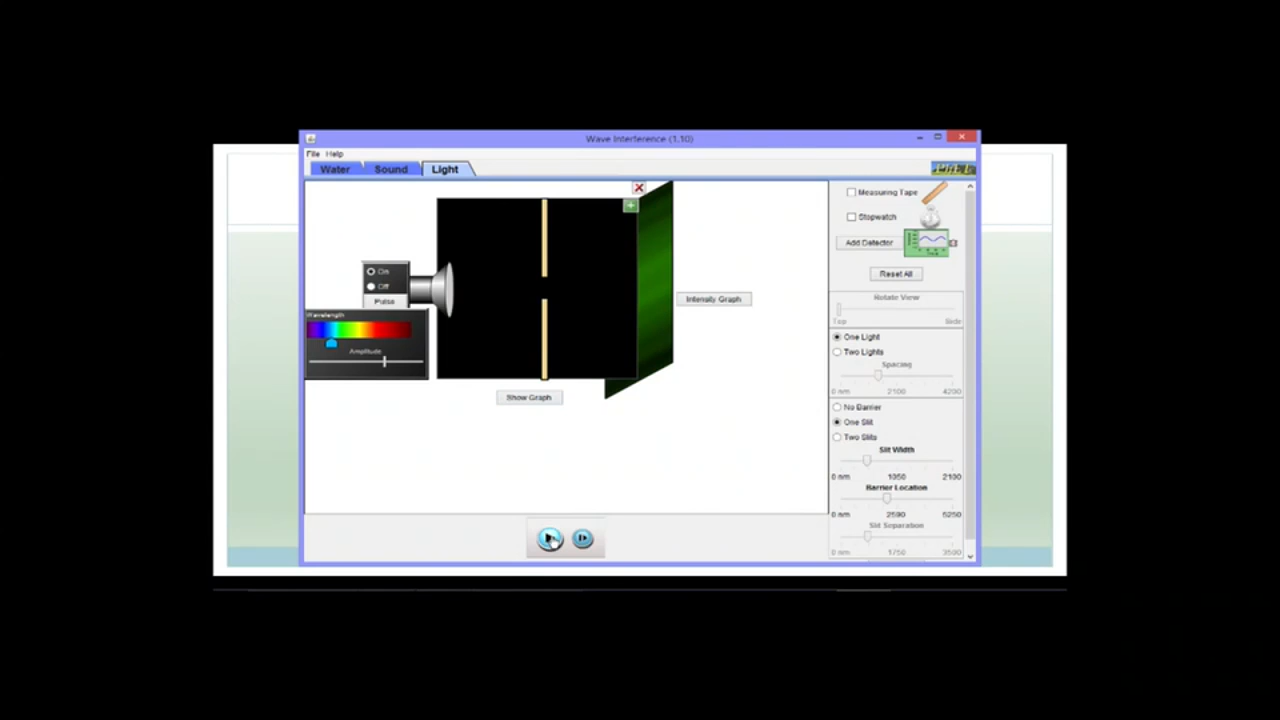 Wave Interference (1.10)
File Help
Water Sound Light
Measuring Tape
Stopwatch
Add Detector
Reset All
Rotate View
Top Side
One Light
Two Lights
Spacing
0 nm 2100 4200
No Barrier
One Slit
Two Slits
Slit Width
0 nm 1050 2100
Barrier Location
0 nm 2590 5250
Slit Separation
0 nm 1750 3500
On
Off
Pulse
Wavelength
Amplitude
Intensity Graph
Show Graph